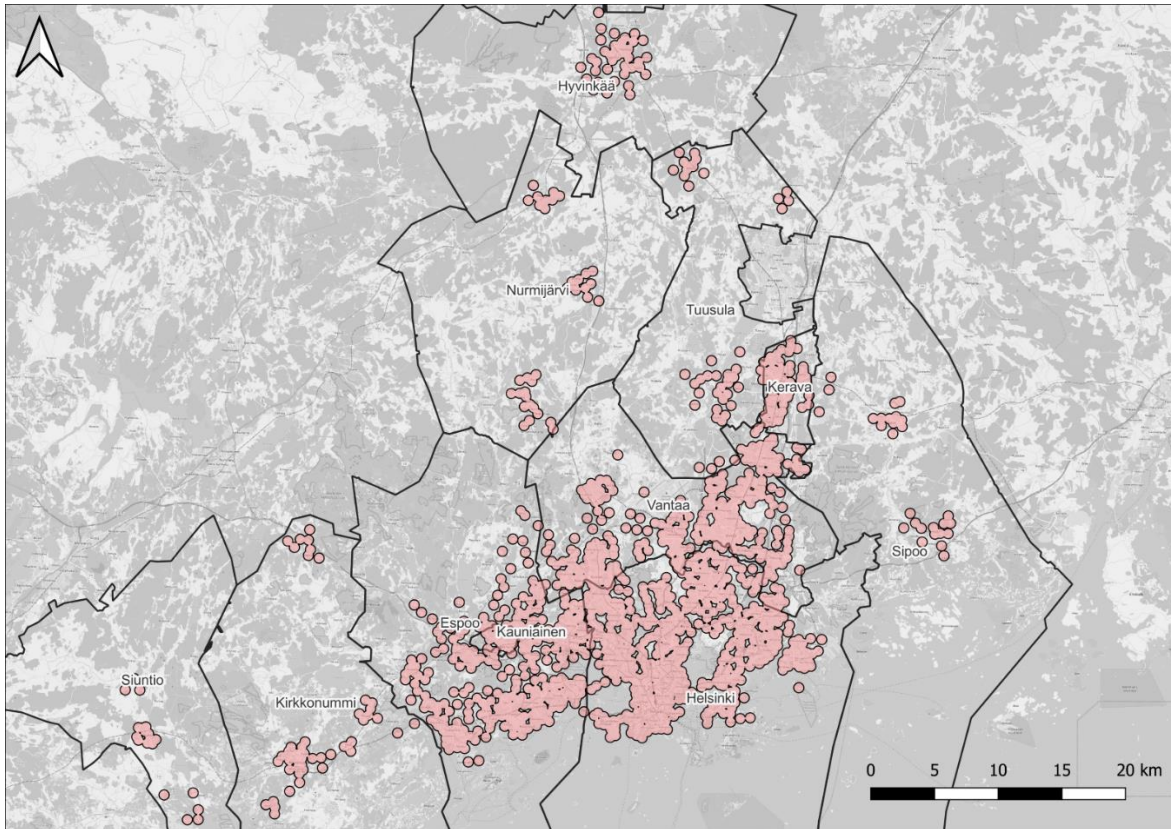 Hyvinkää
Nurmijärvi
Tuusula
Kerava
Vantaa
Sipoo
Espoo
Kauniainen
Siuntio
Kirkkonummi
Helsinki
0 5 10 15 20 km